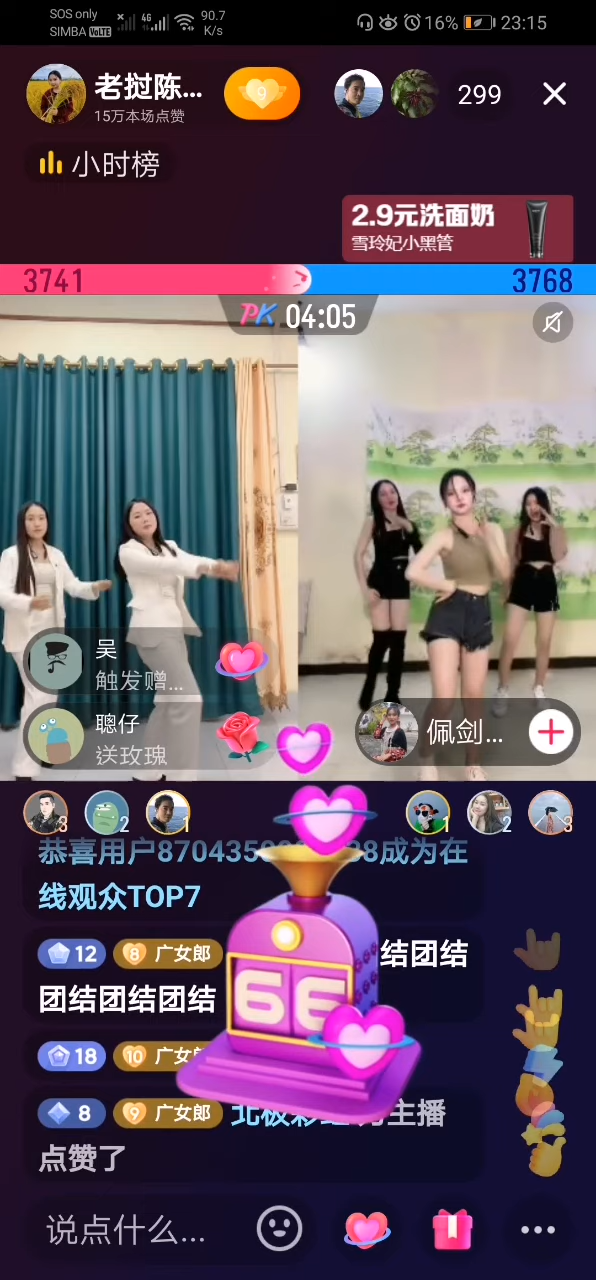 SOS only
SIMBA VoLTE
4G
90.7
K/s
16%
23:15
老挝陈...
15万本场点赞
9
299
小时榜
2.9元洗面奶
雪玲妃小黑管
3741
3768
PK 04:05
吴
触发赠...
聰仔
送玫瑰
佩剑...
3
2
1
1
2
3
恭喜用户8704350 8成为在
线观众TOP7
12
8 广女郎
结团结
团结团结团结
66
18
10 广女
8
9 广女郎
主播
点赞了
说点什么...